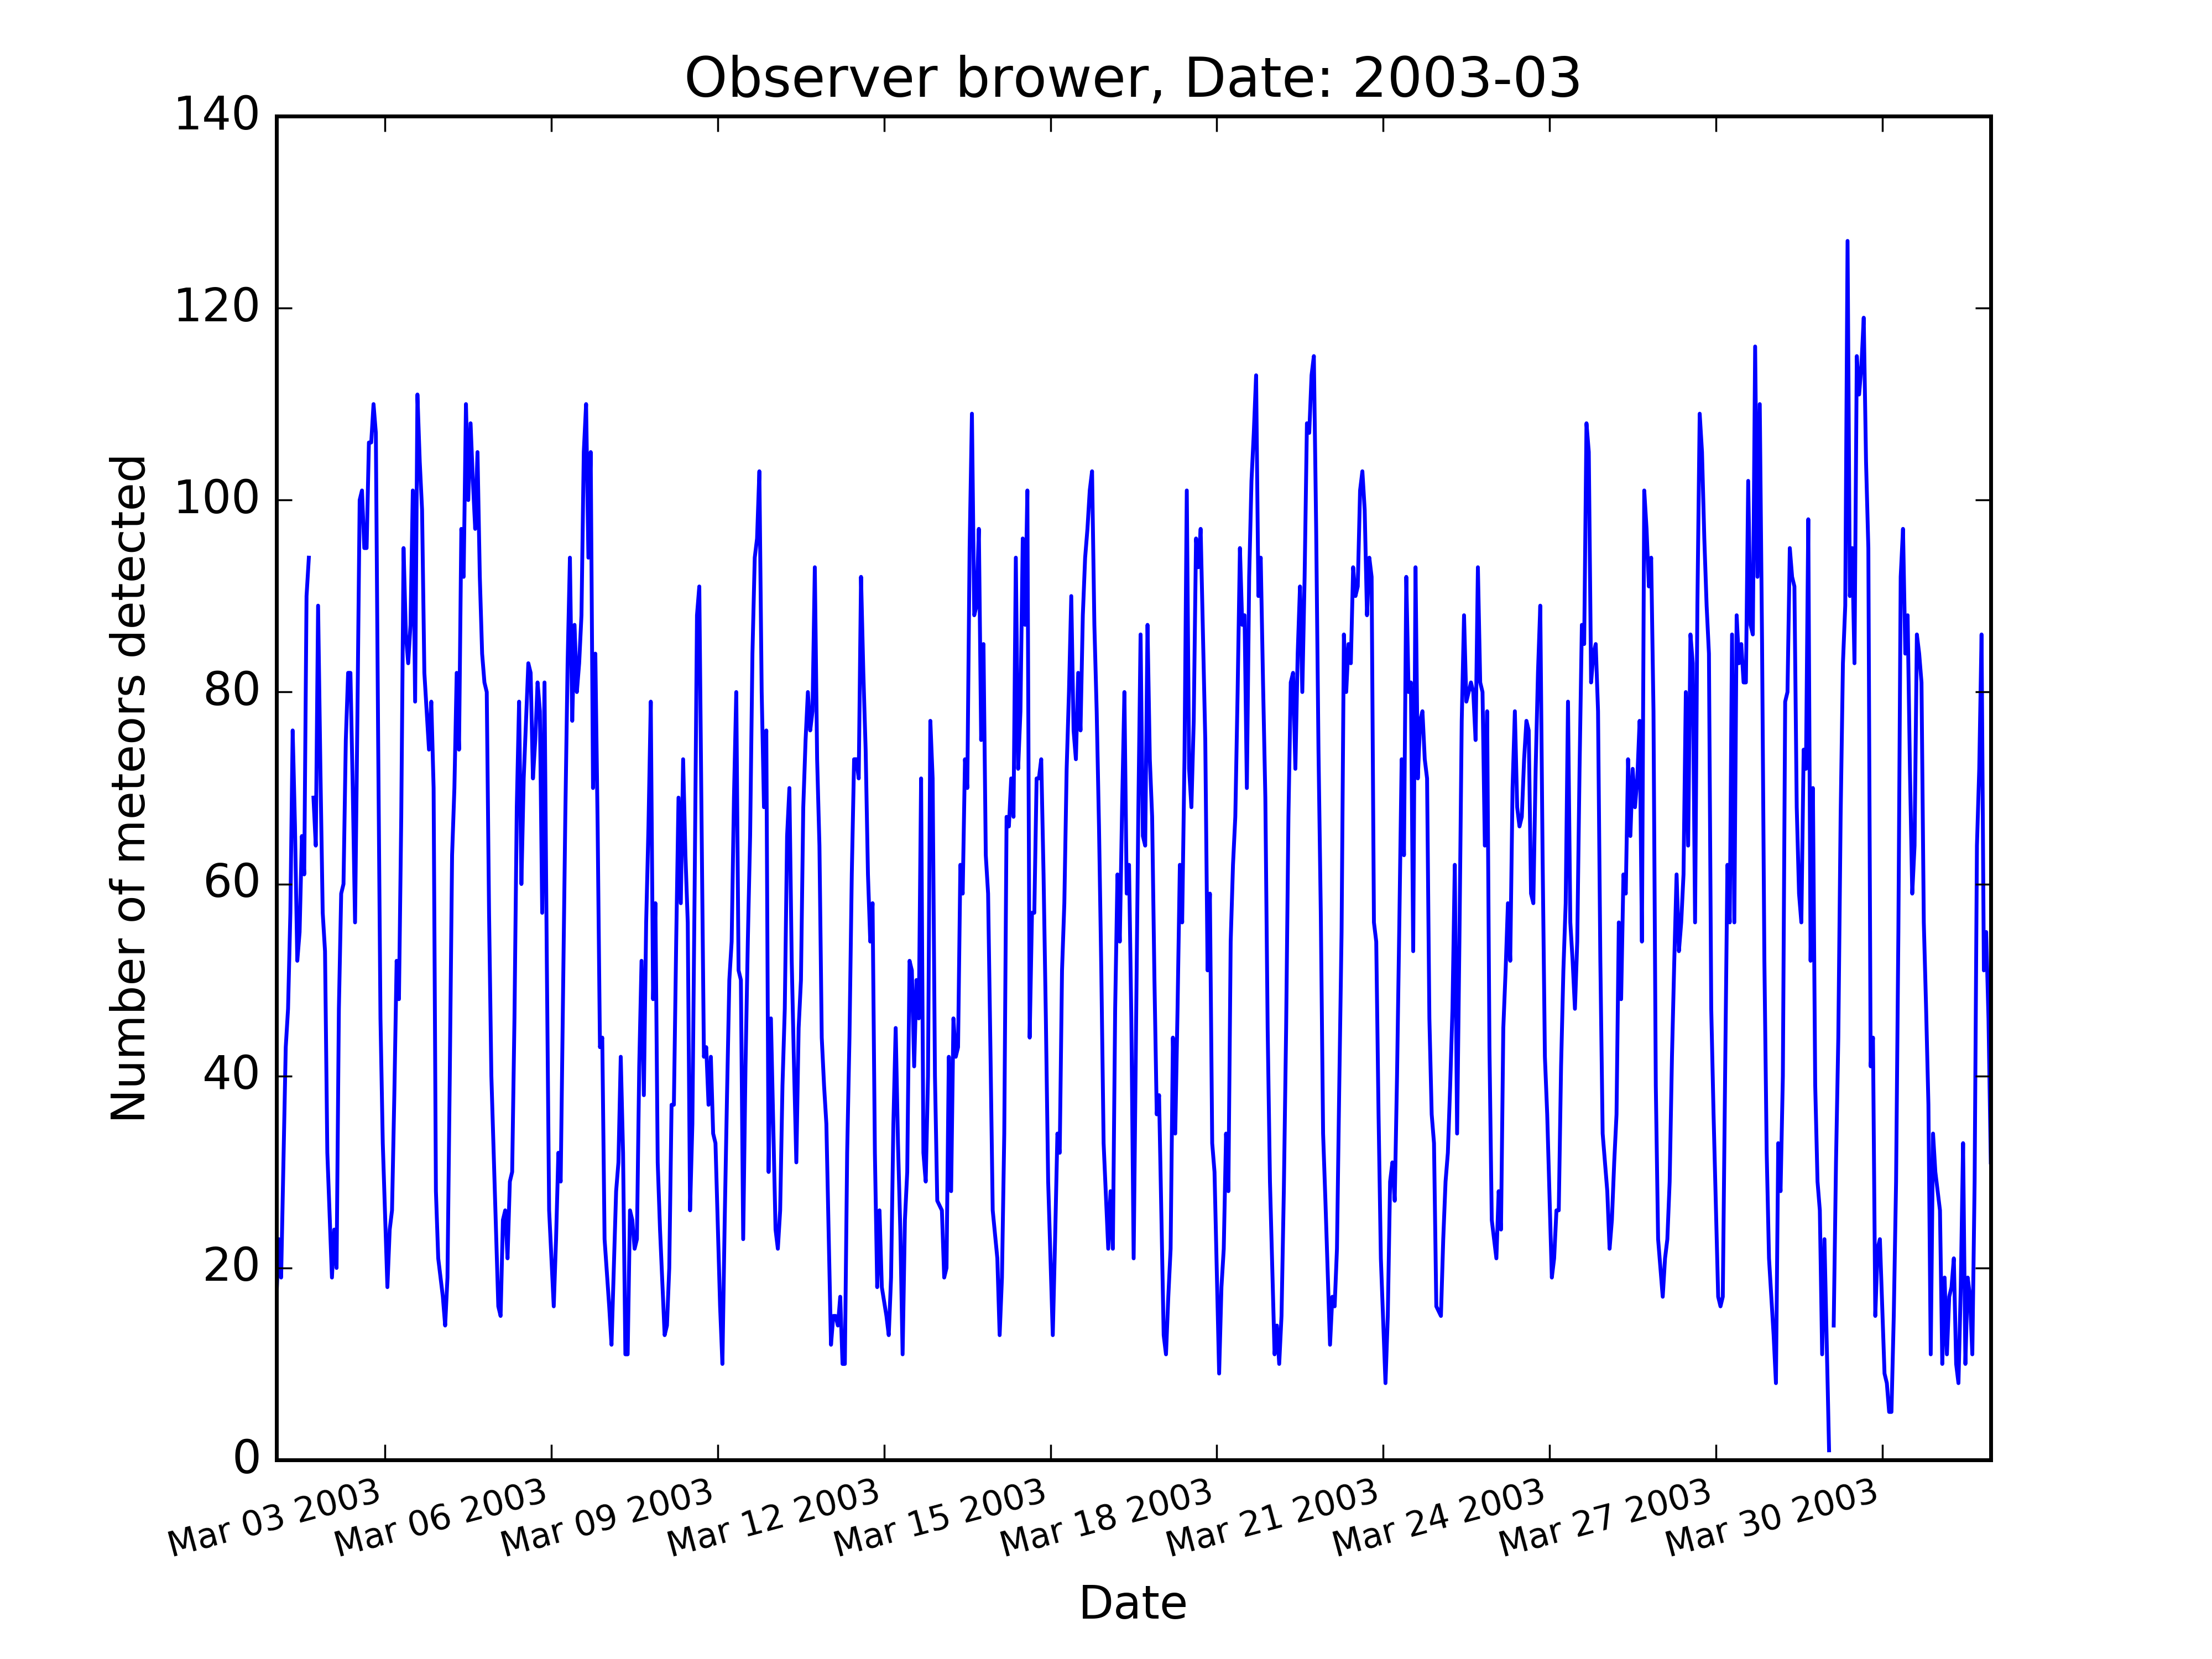 Observer brower, Date: 2003-03
140
120
100
80
60
40
20
0
Number of meteors detected
Mar 03 2003
Mar 06 2003
Mar 09 2003
Mar 12 2003
Mar 15 2003
Mar 18 2003
Mar 21 2003
Mar 24 2003
Mar 27 2003
Mar 30 2003
Date